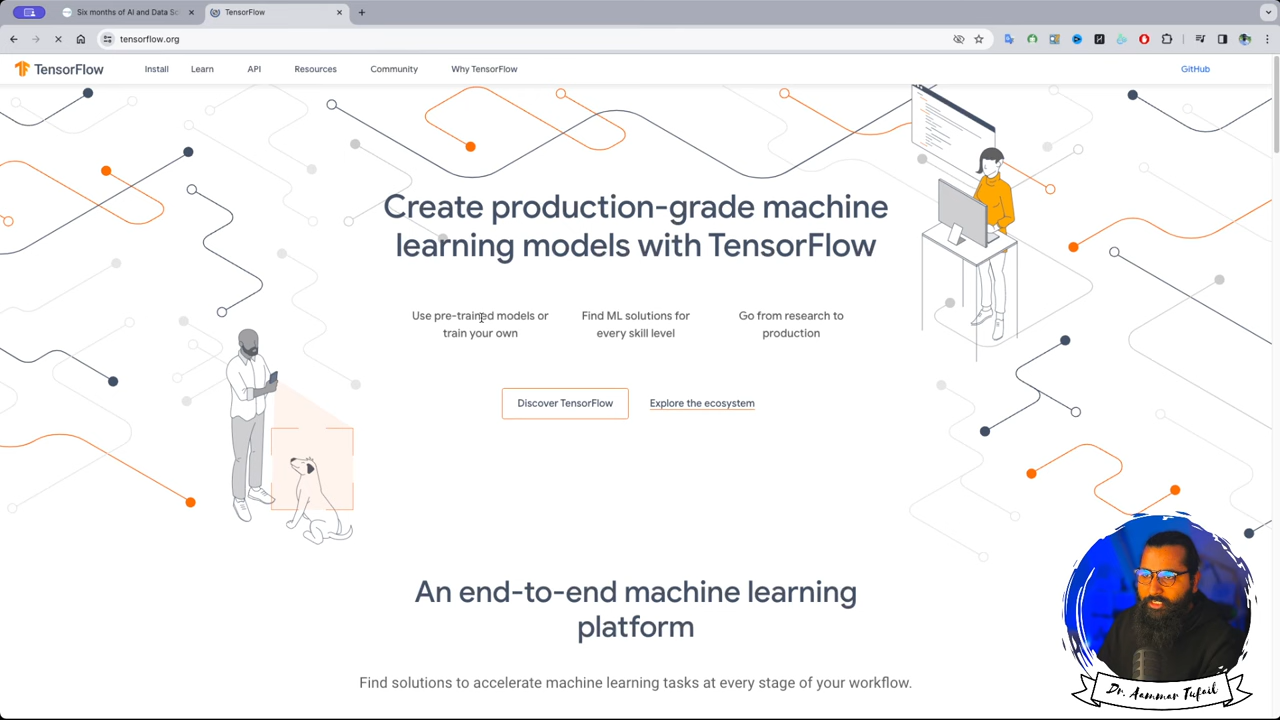 Six months of AI and Data Sc
TensorFlow
tensorflow.org
TensorFlow
Install
Learn
API
Resources
Community
Why TensorFlow
GitHub
Create production-grade machine
learning models with TensorFlow
Use pre-trained models or
train your own
Find ML solutions for
every skill level
Go from research to
production
Discover TensorFlow
Explore the ecosystem
An end-to-end machine learning
platform
Find solutions to accelerate machine learning tasks at every stage of your workflow.
Dr. Aammar Tufail